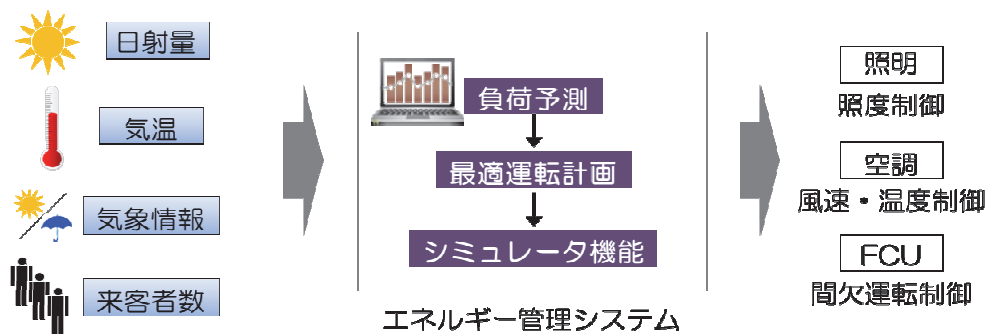 日射量
気温
気象情報
来客者数
負荷予測
最適運転計画
シミュレータ機能
エネルギー管理システム
照明
照度制御
空調
風速・温度制御
FCU
間欠運転制御